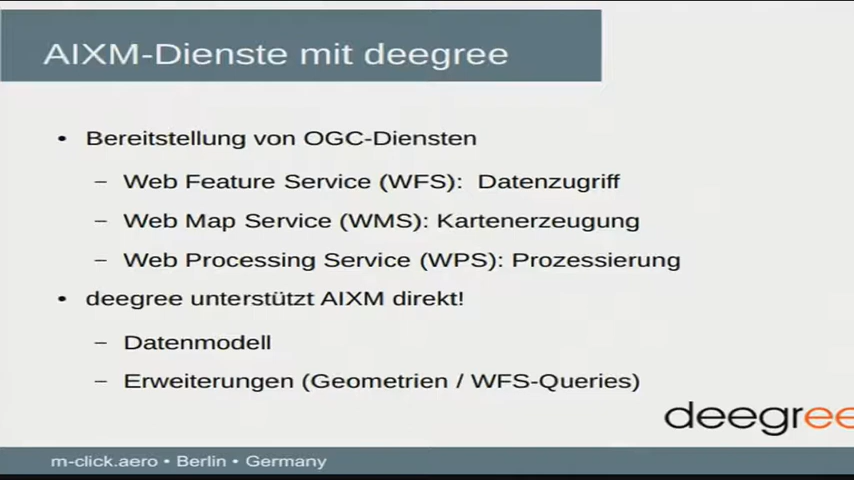 AIXM-Dienste mit deegree
• Bereitstellung von OGC-Diensten
– Web Feature Service (WFS): Datenzugriff
– Web Map Service (WMS): Kartenerzeugung
– Web Processing Service (WPS): Prozessierung
• deegree unterstützt AIXM direkt!
– Datenmodell
– Erweiterungen (Geometrien / WFS-Queries)
deegree
m-click.aero • Berlin • Germany